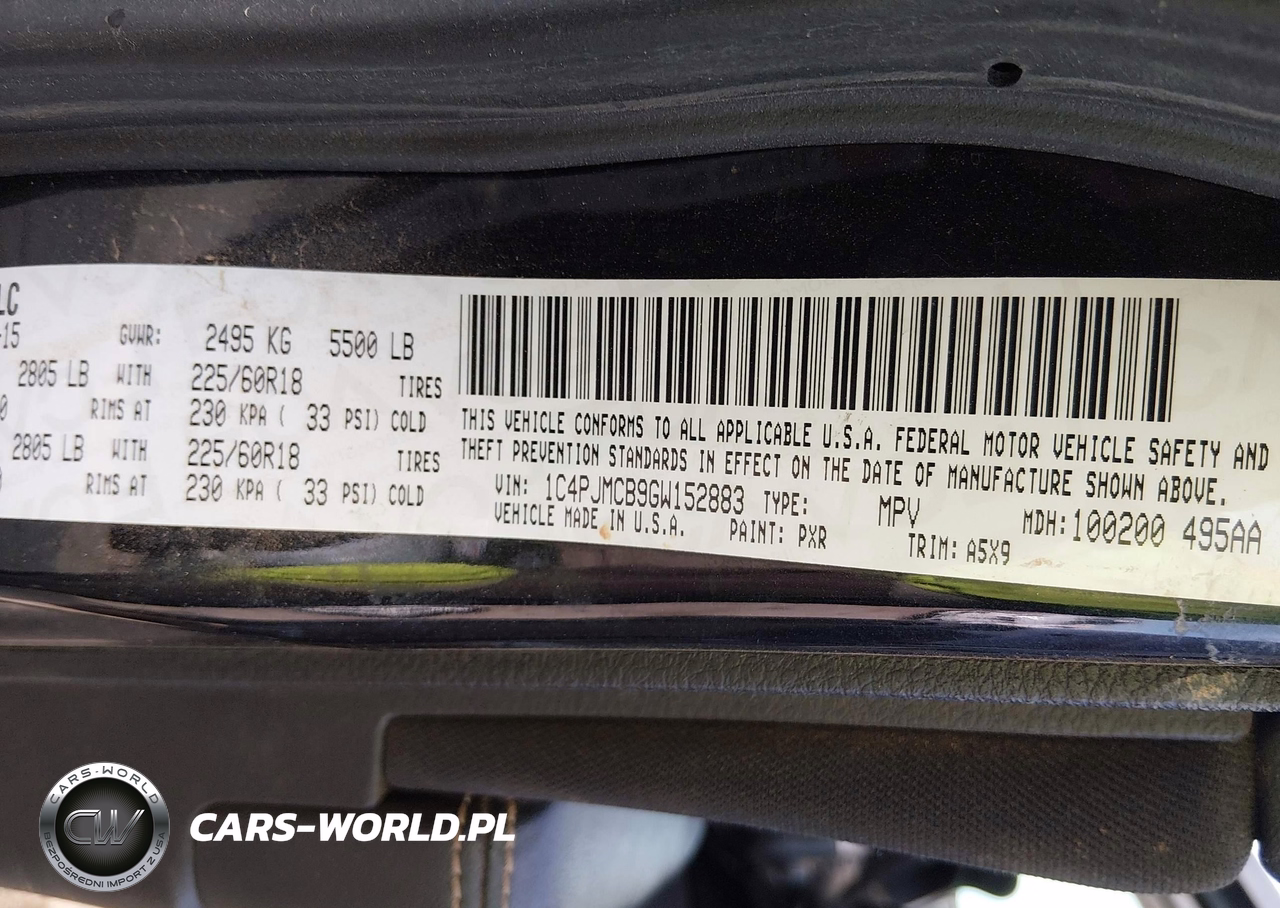 LC
-15 GVWR: 2495 KG 5500 LB
2805 LB WITH 225/60R18 TIRES
0 RIMS AT 230 KPA ( 33 PSI) COLD
2805 LB WITH 225/60R18 TIRES
RIMS AT 230 KPA ( 33 PSI) COLD
THIS VEHICLE CONFORMS TO ALL APPLICABLE U.S.A. FEDERAL MOTOR VEHICLE SAFETY AND
THEFT PREVENTION STANDARDS IN EFFECT ON THE DATE OF MANUFACTURE SHOWN ABOVE.
VIN: 1C4PJMCB9GW152883 TYPE: MPV MDH: 100200 495AA
VEHICLE MADE IN U.S.A. PAINT: PXR TRIM: A5X9
CARS-WORLD
CW
BEZPOŚREDNI IMPORT Z USA
CARS-WORLD.PL